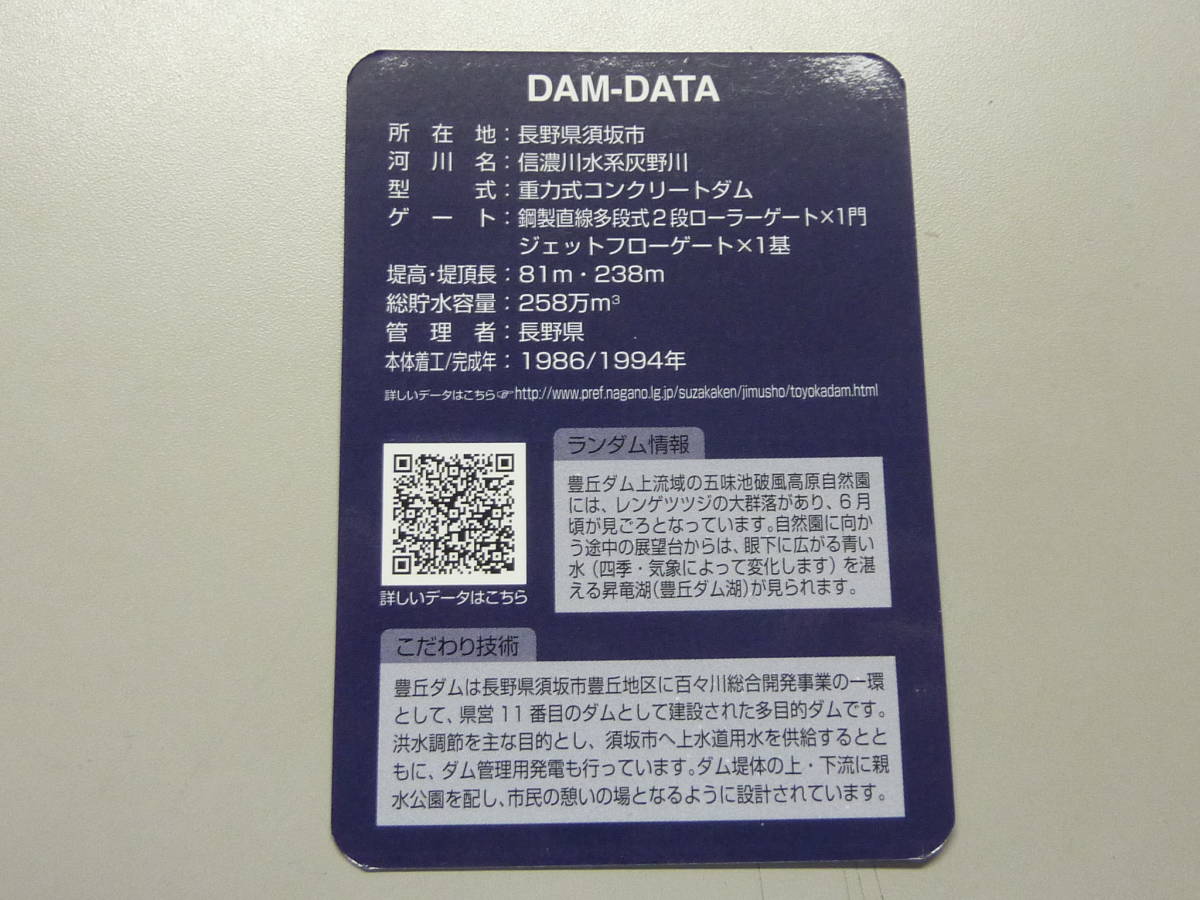 DAM-DATA
所在地：長野県須坂市
河川名：信濃川水系灰野川
型式：重力式コンクリートダム
ゲート：鋼製直線多段式2段ローラーゲート×1門
ジェットフローゲート×1基
堤高・堤頂長：81m・238m
総貯水容量：258万m³
管理者：長野県
本体着工/完成年：1986/1994年
詳しいデータはこちら☞http://www.pref.nagano.lg.jp/suzakaken/jimusho/toyokadam.html
ランダム情報
豊丘ダム上流域の五味池破風高原自然園
には、レンゲツツジの大群落があり、6月
頃が見ごろとなっています。自然園に向か
う途中の展望台からは、眼下に広がる青い
水（四季・気象によって変化します）を湛
える昇竜湖（豊丘ダム湖）が見られます。
詳しいデータはこちら
こだわり技術
豊丘ダムは長野県須坂市豊丘地区に百々川総合開発事業の一環
として、県営11番目のダムとして建設された多目的ダムです。
洪水調節を主な目的とし、須坂市へ上水道用水を供給するとと
もに、ダム管理用発電も行っています。ダム堤体の上・下流に親
水公園を配し、市民の憩いの場となるように設計されています。